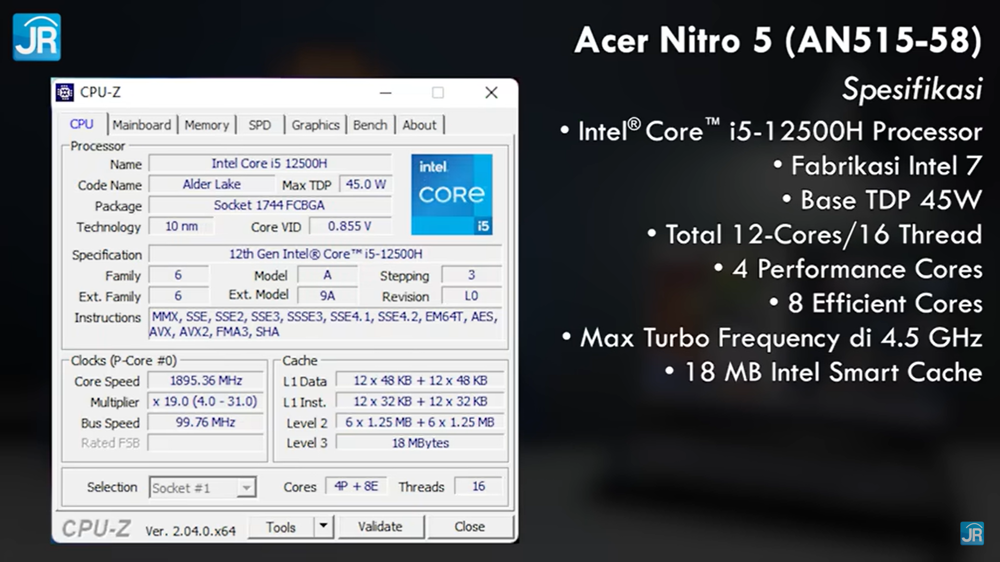 JR
CPU-Z
CPU Mainboard Memory SPD Graphics Bench About
Processor
Name Intel Core i5 12500H
Code Name Alder Lake Max TDP 45.0 W
Package Socket 1744 FCBGA
Technology 10 nm Core VID 0.855 V
intel
CORE
i5
Specification 12th Gen Intel® Core™ i5-12500H
Family 6 Model A Stepping 3
Ext. Family 6 Ext. Model 9A Revision L0
Instructions MMX, SSE, SSE2, SSE3, SSSE3, SSE4.1, SSE4.2, EM64T, AES,
AVX, AVX2, FMA3, SHA
Clocks (P-Core #0)
Core Speed 1895.36 MHz
Multiplier x 19.0 (4.0 - 31.0)
Bus Speed 99.76 MHz
Rated FSB
Cache
L1 Data 12 x 48 KB + 12 x 48 KB
L1 Inst. 12 x 32 KB + 12 x 32 KB
Level 2 6 x 1.25 MB + 6 x 1.25 MB
Level 3 18 MBytes
Selection Socket #1 Cores 4P + 8E Threads 16
CPU-Z Ver. 2.04.0.x64 Tools Validate Close
Acer Nitro 5 (AN515-58)
Spesifikasi
• Intel® Core™ i5-12500H Processor
• Fabrikasi Intel 7
• Base TDP 45W
• Total 12-Cores/16 Thread
• 4 Performance Cores
• 8 Efficient Cores
• Max Turbo Frequency di 4.5 GHz
• 18 MB Intel Smart Cache
JR